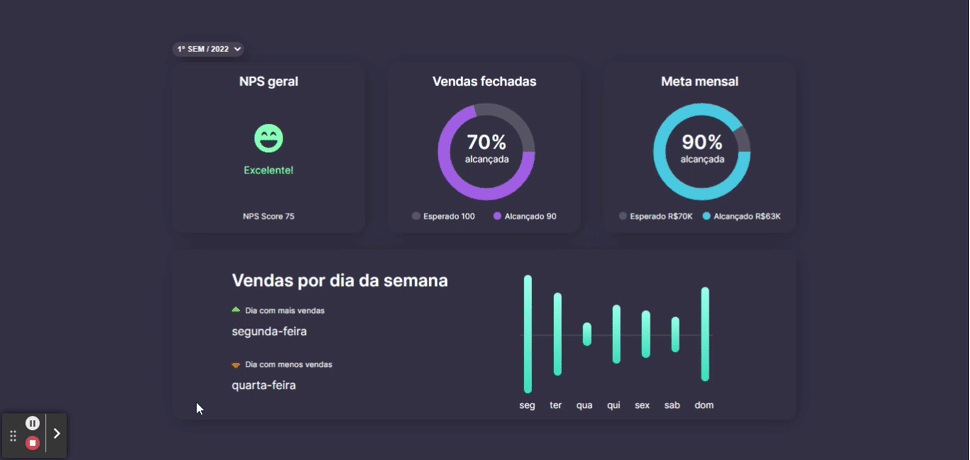 1º SEM / 2022
NPS geral
Excelente!
NPS Score 75
Vendas fechadas
70%
alcançada
Esperado 100
Alcançado 90
Meta mensal
90%
alcançada
Esperado R$70K
Alcançado R$63K
Vendas por dia da semana
Dia com mais vendas
segunda-feira
Dia com menos vendas
quarta-feira
seg ter qua qui sex sab dom